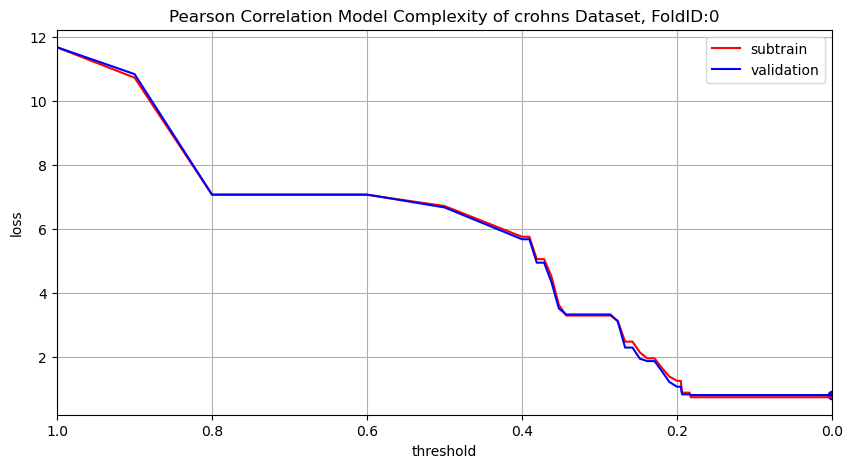 Pearson Correlation Model Complexity of crohns Dataset, FoldID:0
12
10
8
6
4
2
loss
subtrain
validation
1.0
0.8
0.6
0.4
0.2
0.0
threshold